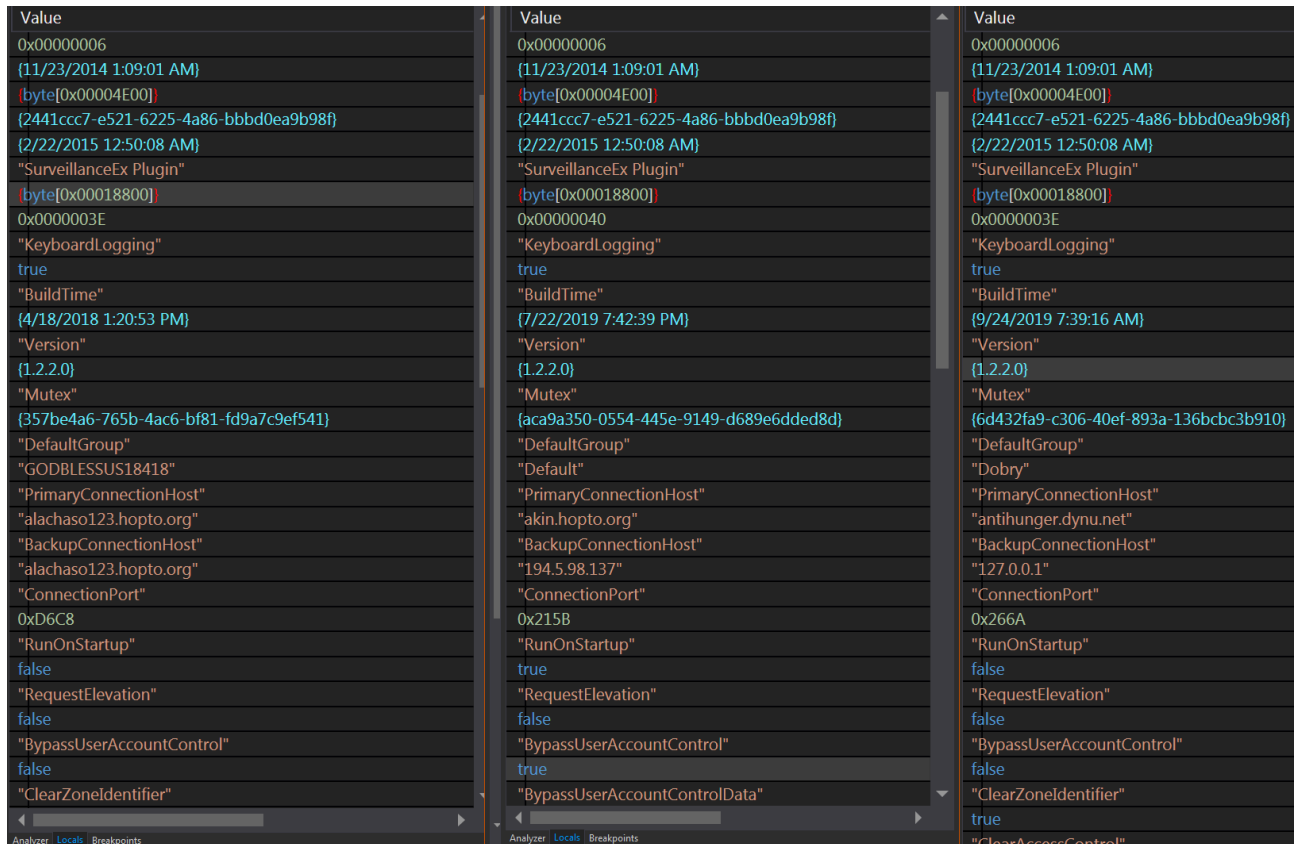 Value
0x00000006
{11/23/2014 1:09:01 AM}
{byte[0x00004E00]}
{2441ccc7-e521-6225-4a86-bbbd0ea9b98f}
{2/22/2015 12:50:08 AM}
"SurveillanceEx Plugin"
{byte[0x00018800]}
0x0000003E
"KeyboardLogging"
true
"BuildTime"
{4/18/2018 1:20:53 PM}
"Version"
{1.2.2.0}
"Mutex"
{357be4a6-765b-4ac6-bf81-fd9a7c9ef541}
"DefaultGroup"
"GODBLESSUS18418"
"PrimaryConnectionHost"
"alachaso123.hopto.org"
"BackupConnectionHost"
"alachaso123.hopto.org"
"ConnectionPort"
0xD6C8
"RunOnStartup"
false
"RequestElevation"
false
"BypassUserAccountControl"
false
"ClearZoneIdentifier"
Analyzer Locals Breakpoints
Value
0x00000006
{11/23/2014 1:09:01 AM}
{byte[0x00004E00]}
{2441ccc7-e521-6225-4a86-bbbd0ea9b98f}
{2/22/2015 12:50:08 AM}
"SurveillanceEx Plugin"
{byte[0x00018800]}
0x00000040
"KeyboardLogging"
true
"BuildTime"
{7/22/2019 7:42:39 PM}
"Version"
{1.2.2.0}
"Mutex"
{aca9a350-0554-445e-9149-d689e6dded8d}
"DefaultGroup"
"Default"
"PrimaryConnectionHost"
"akin.hopto.org"
"BackupConnectionHost"
"194.5.98.137"
"ConnectionPort"
0x215B
"RunOnStartup"
true
"RequestElevation"
false
"BypassUserAccountControl"
true
"BypassUserAccountControlData"
Analyzer Locals Breakpoints
Value
0x00000006
{11/23/2014 1:09:01 AM}
{byte[0x00004E00]}
{2441ccc7-e521-6225-4a86-bbbd0ea9b98f}
{2/22/2015 12:50:08 AM}
"SurveillanceEx Plugin"
{byte[0x00018800]}
0x0000003E
"KeyboardLogging"
true
"BuildTime"
{9/24/2019 7:39:16 AM}
"Version"
{1.2.2.0}
"Mutex"
{6d432fa9-c306-40ef-893a-136bcbc3b910}
"DefaultGroup"
"Dobry"
"PrimaryConnectionHost"
"antihunger.dynu.net"
"BackupConnectionHost"
"127.0.0.1"
"ConnectionPort"
0x266A
"RunOnStartup"
false
"RequestElevation"
false
"BypassUserAccountControl"
false
"ClearZoneIdentifier"
true
"ClearAccessControl"